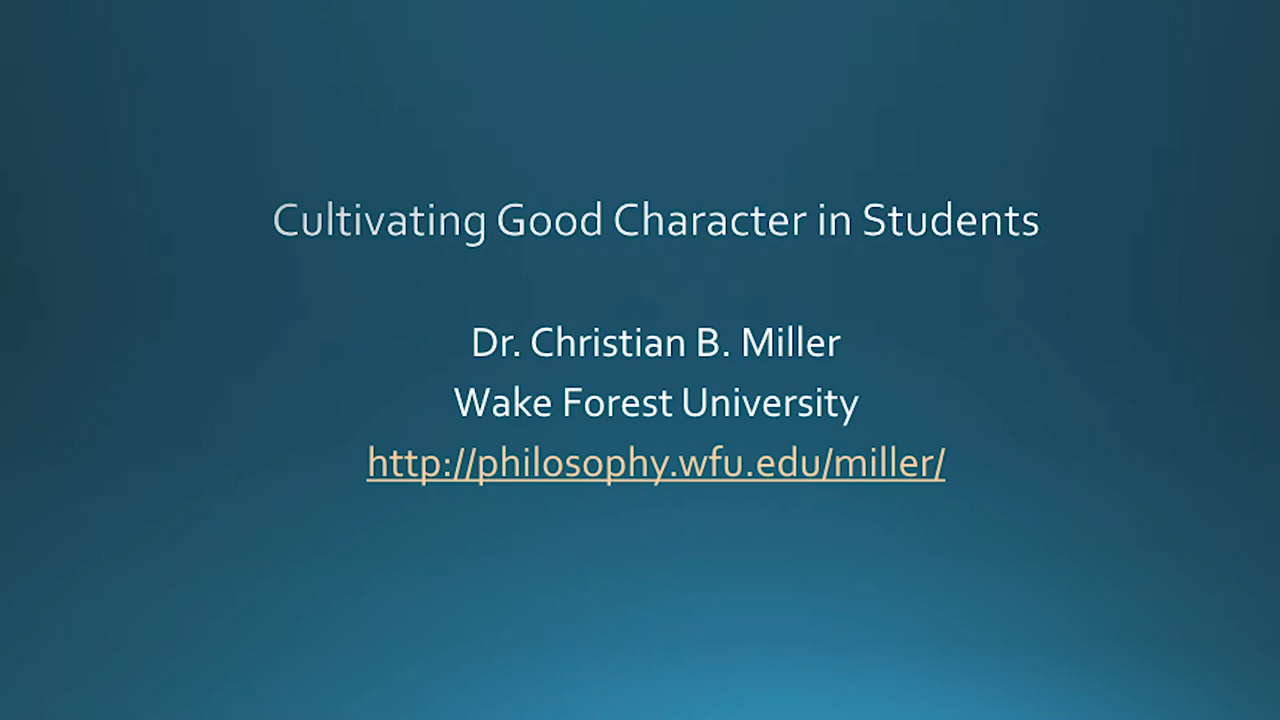 Cultivating Good Character in Students
Dr. Christian B. Miller
Wake Forest University
http://philosophy.wfu.edu/miller/